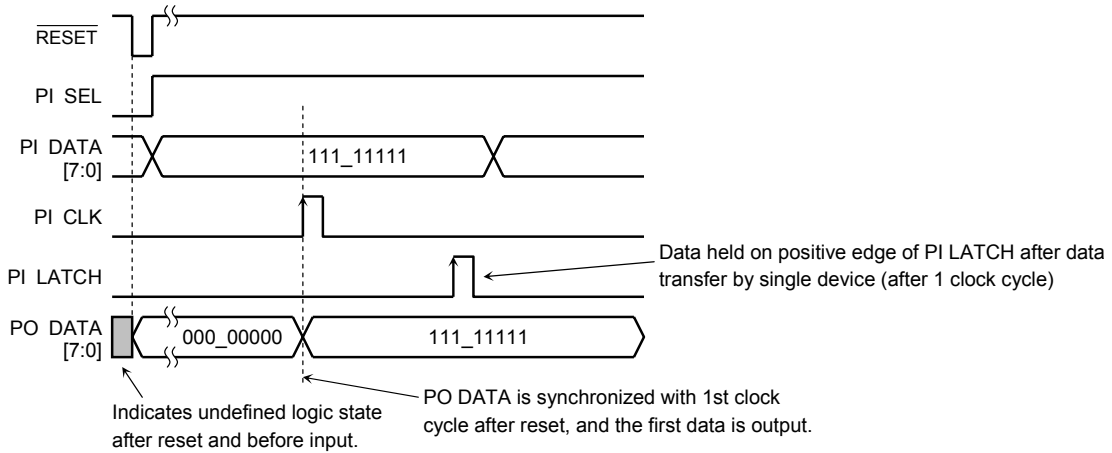 RESET
PI SEL
PI DATA
[7:0]
111_11111
PI CLK
PI LATCH
Data held on positive edge of PI LATCH after data
transfer by single device (after 1 clock cycle)
PO DATA
[7:0]
000_00000
111_11111
Indicates undefined logic state
after reset and before input.
PO DATA is synchronized with 1st clock
cycle after reset, and the first data is output.